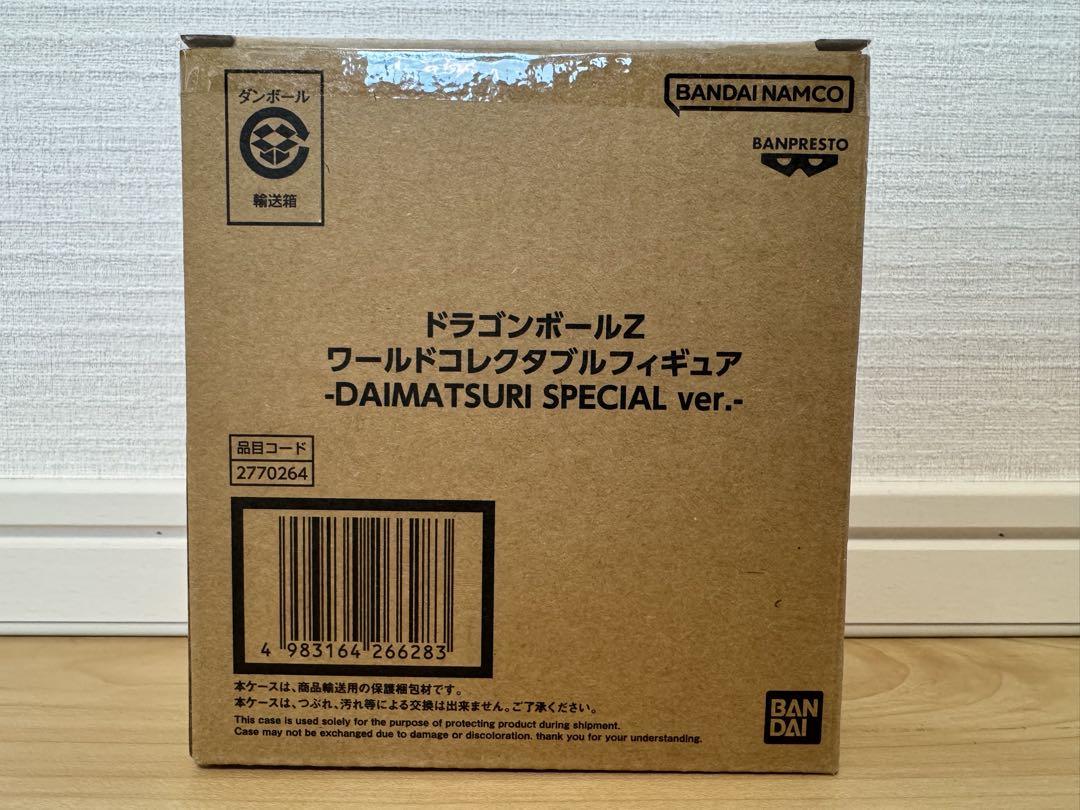 ダンボール
輸送箱
BANDAI NAMCO
BANPRESTO
ドラゴンボールZ
ワールドコレクタブルフィギュア
-DAIMATSURI SPECIAL ver.-
品目コード
2770264
4 983164 266283
本ケースは、商品輸送用の保護梱包材です。
本ケースは、つぶれ、汚れ等による交換は出来ません。ご了承ください。
This case is used solely for the purpose of protecting product during shipment.
Case may not be exchanged due to damage or discoloration. thank you for your understanding.
BAN
DAI